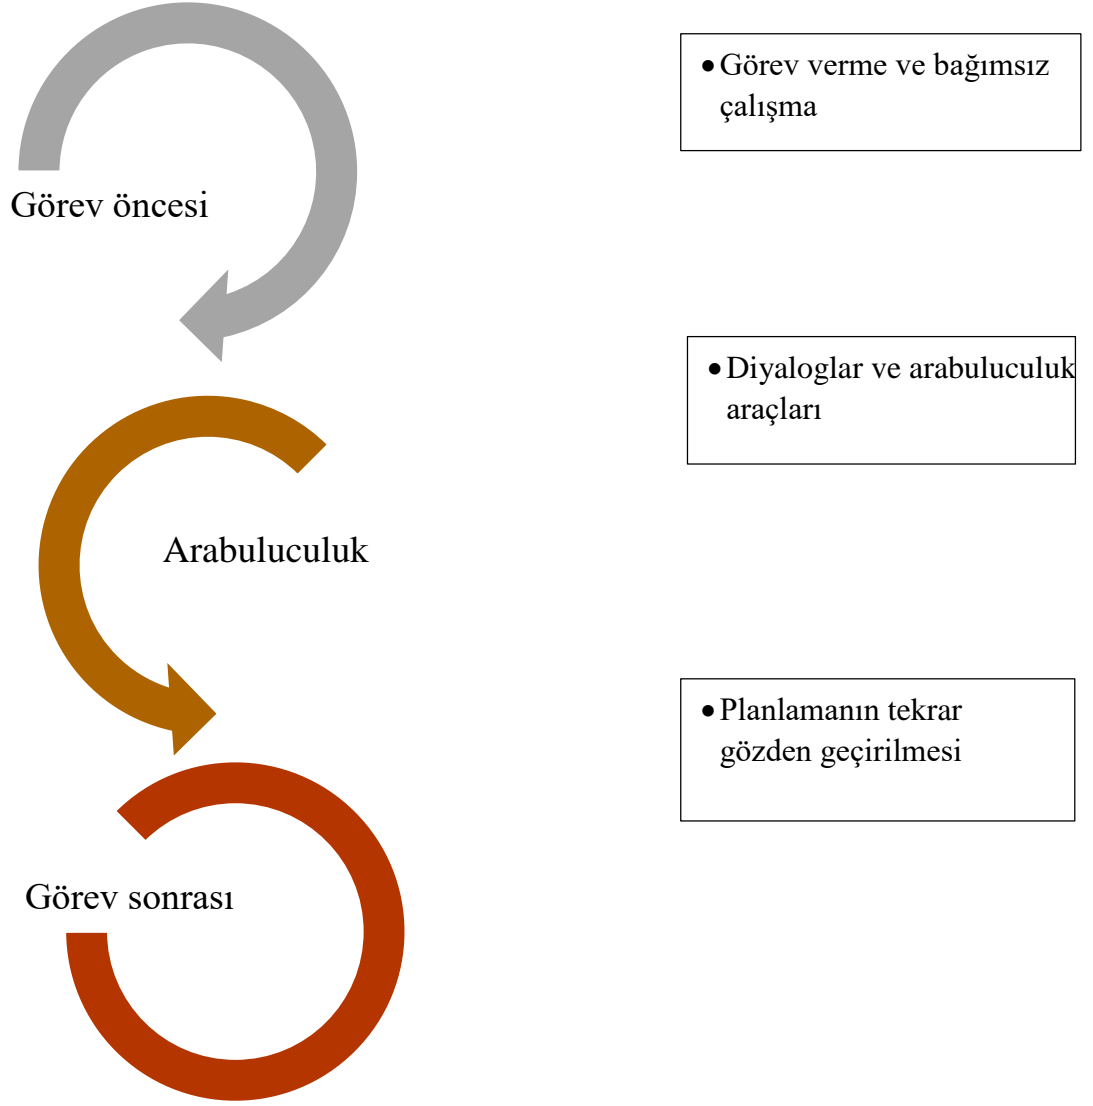 • Görev verme ve bağımsız
çalışma
Görev öncesi
• Diyaloglar ve arabuluculuk
araçları
Arabuluculuk
• Planlamanın tekrar
gözden geçirilmesi
Görev sonrası